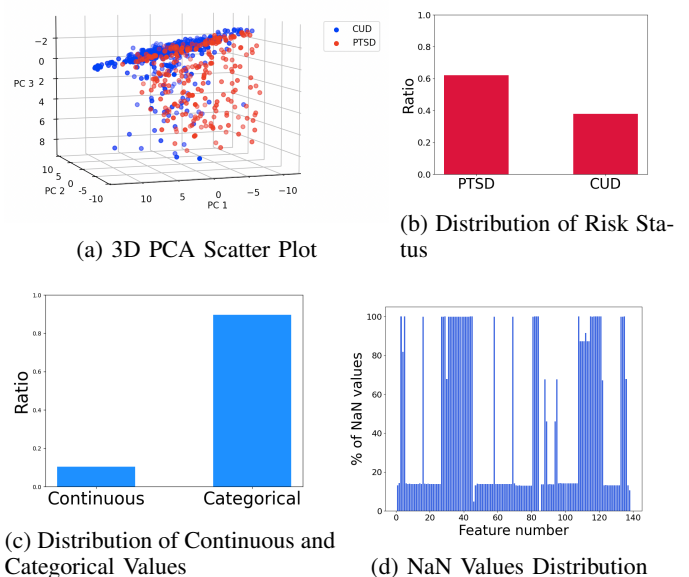 CUD
PTSD
−2
0
2
4
6
8
PC 3
10
5
0
-5
-10
PC 2
10
5
0
−5
−10
PC 1
(a) 3D PCA Scatter Plot
1.0
0.8
0.6
0.4
0.2
0.0
Ratio
PTSD CUD
(b) Distribution of Risk Sta-
tus
1.0
0.8
0.6
0.4
0.2
0.0
Ratio
Continuous Categorical
(c) Distribution of Continuous and
Categorical Values
100
80
60
40
20
0
% of NaN values
0 20 40 60 80 100 120 140
Feature number
(d) NaN Values Distribution